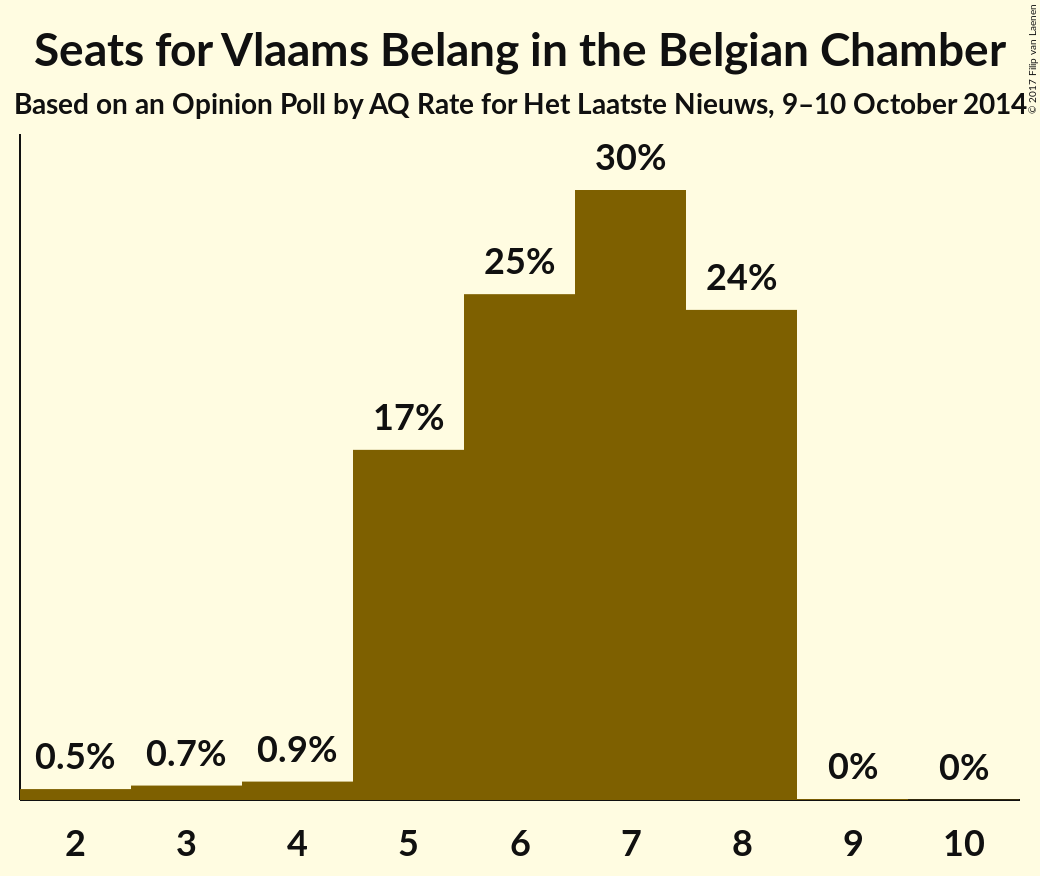 Seats for Vlaams Belang in the Belgian Chamber
Based on an Opinion Poll by AQ Rate for Het Laatste Nieuws, 9–10 October 2014
© 2017 Filip van Laenen
30%
25%
24%
17%
0.5%
0.7%
0.9%
0%
0%
2 3 4 5 6 7 8 9 10